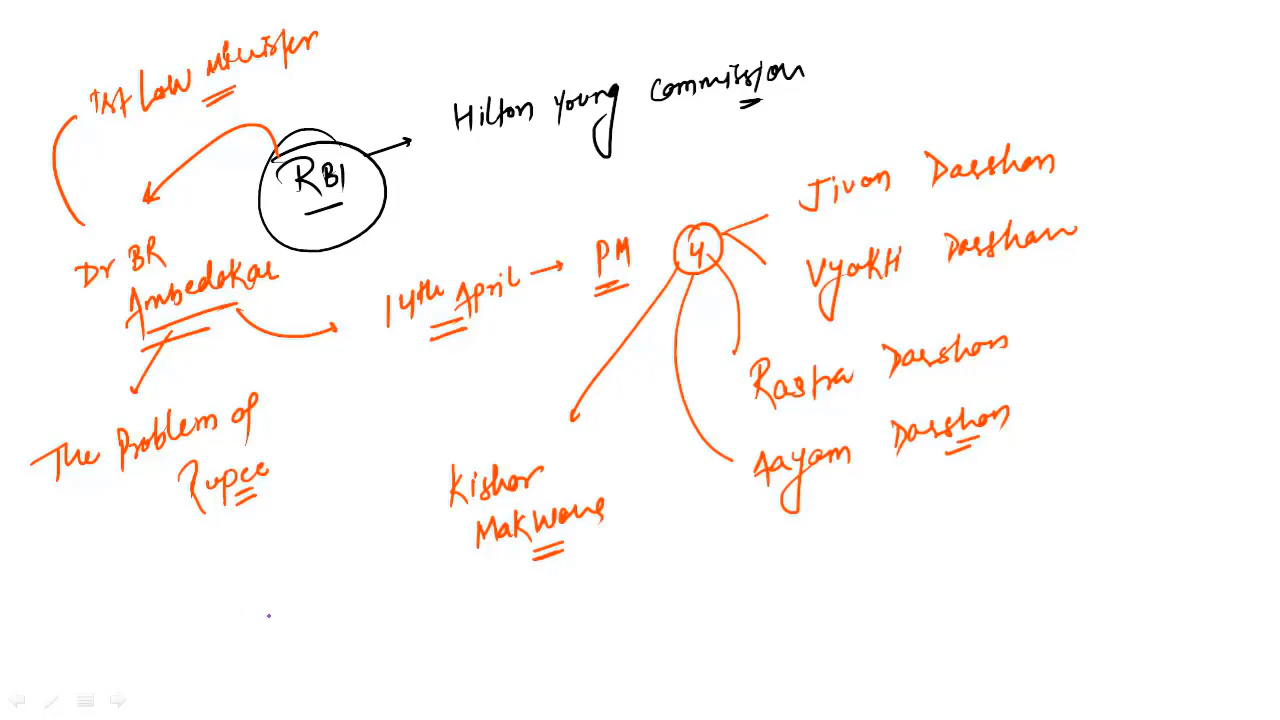 1st Law Minister
Hilton Young Commission
RBI
Dr BR
Ambedakar
14th April → PM
4
Jivan Darshan
VyaKti Darshan
Rastra Darshan
Aayam Darshan
The Problem of
Rupee
Kishor
Makwana